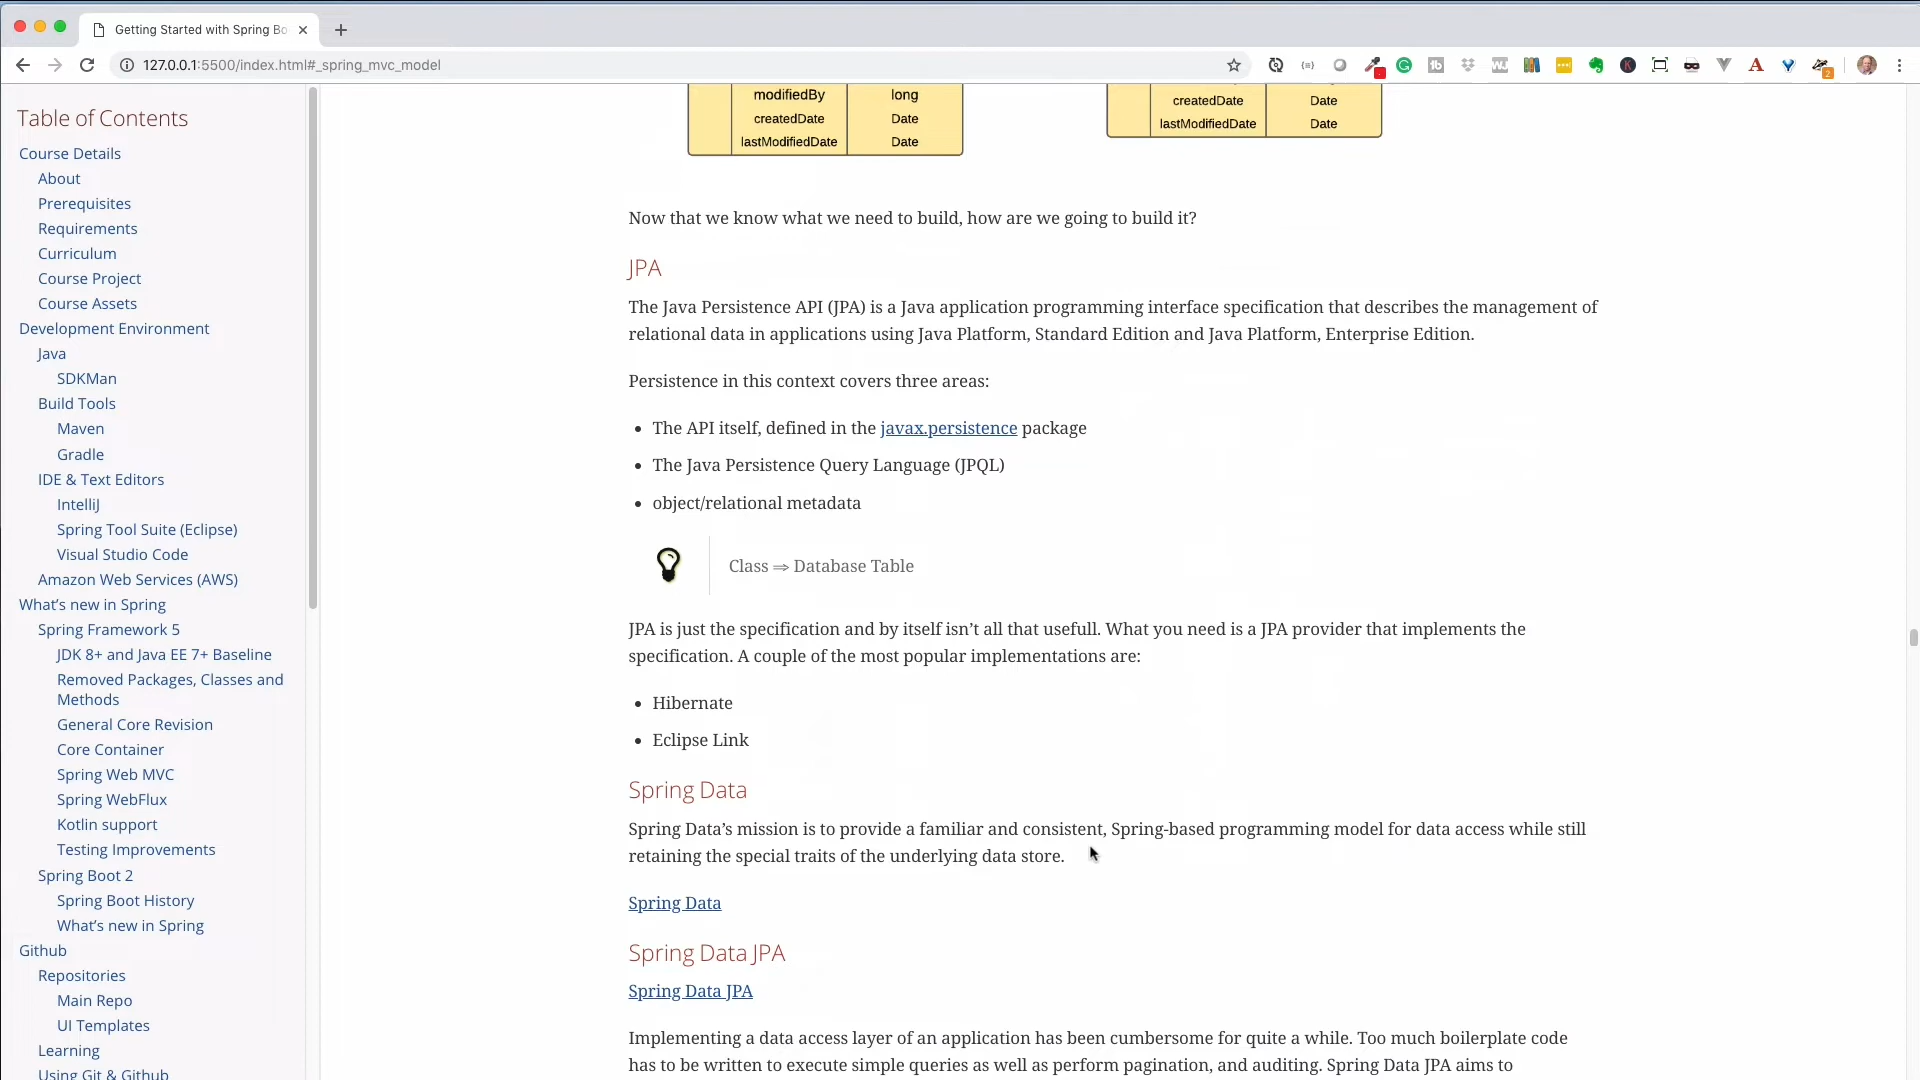 Getting Started with Spring Bo
127.0.0.1:5500/index.html#_spring_mvc_model
Table of Contents
Course Details
About
Prerequisites
Requirements
Curriculum
Course Project
Course Assets
Development Environment
Java
SDKMan
Build Tools
Maven
Gradle
IDE & Text Editors
IntelliJ
Spring Tool Suite (Eclipse)
Visual Studio Code
Amazon Web Services (AWS)
What's new in Spring
Spring Framework 5
JDK 8+ and Java EE 7+ Baseline
Removed Packages, Classes and
Methods
General Core Revision
Core Container
Spring Web MVC
Spring WebFlux
Kotlin support
Testing Improvements
Spring Boot 2
Spring Boot History
What's new in Spring
Github
Repositories
Main Repo
UI Templates
Learning
Using Git & Github
modifiedBy long
createdDate Date
lastModifiedDate Date
createdDate Date
lastModifiedDate Date
Now that we know what we need to build, how are we going to build it?
JPA
The Java Persistence API (JPA) is a Java application programming interface specification that describes the management of
relational data in applications using Java Platform, Standard Edition and Java Platform, Enterprise Edition.
Persistence in this context covers three areas:
• The API itself, defined in the javax.persistence package
• The Java Persistence Query Language (JPQL)
• object/relational metadata
Class ⇒ Database Table
JPA is just the specification and by itself isn't all that usefull. What you need is a JPA provider that implements the
specification. A couple of the most popular implementations are:
• Hibernate
• Eclipse Link
Spring Data
Spring Data's mission is to provide a familiar and consistent, Spring-based programming model for data access while still
retaining the special traits of the underlying data store.
Spring Data
Spring Data JPA
Spring Data JPA
Implementing a data access layer of an application has been cumbersome for quite a while. Too much boilerplate code
has to be written to execute simple queries as well as perform pagination, and auditing. Spring Data JPA aims to